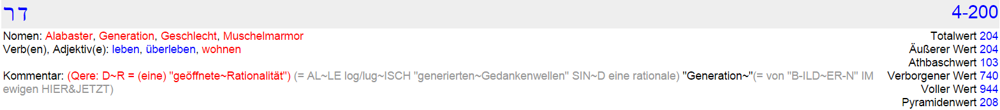 דר 4-200
Nomen: Alabaster, Generation, Geschlecht, Muschelmarmor Totalwert 204
Verb(en), Adjektiv(e): leben, überleben, wohnen Äußerer Wert 204
Athbaschwert 103
Kommentar: (Qere: D~R = (eine) "geöffnete~Rationalität") (= AL~LE log/lug~ISCH "generierten~Gedankenwellen" SIN~D eine rationale) "Generation~"(= von "B-ILD~ER-N" IM Verborgener Wert 740
ewigen HIER&JETZT) Voller Wert 944
Pyramidenwert 208